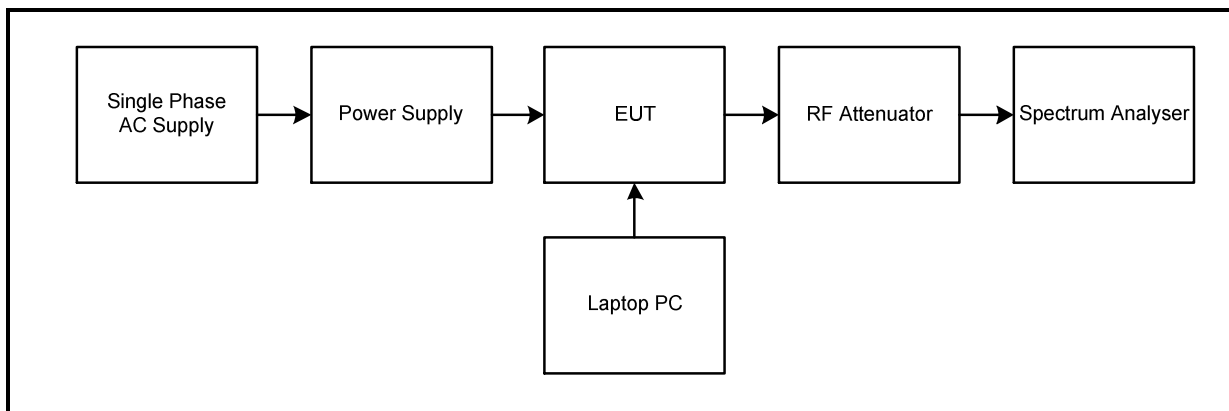 Single Phase
AC Supply
Power Supply
EUT
RF Attenuator
Spectrum Analyser
Laptop PC